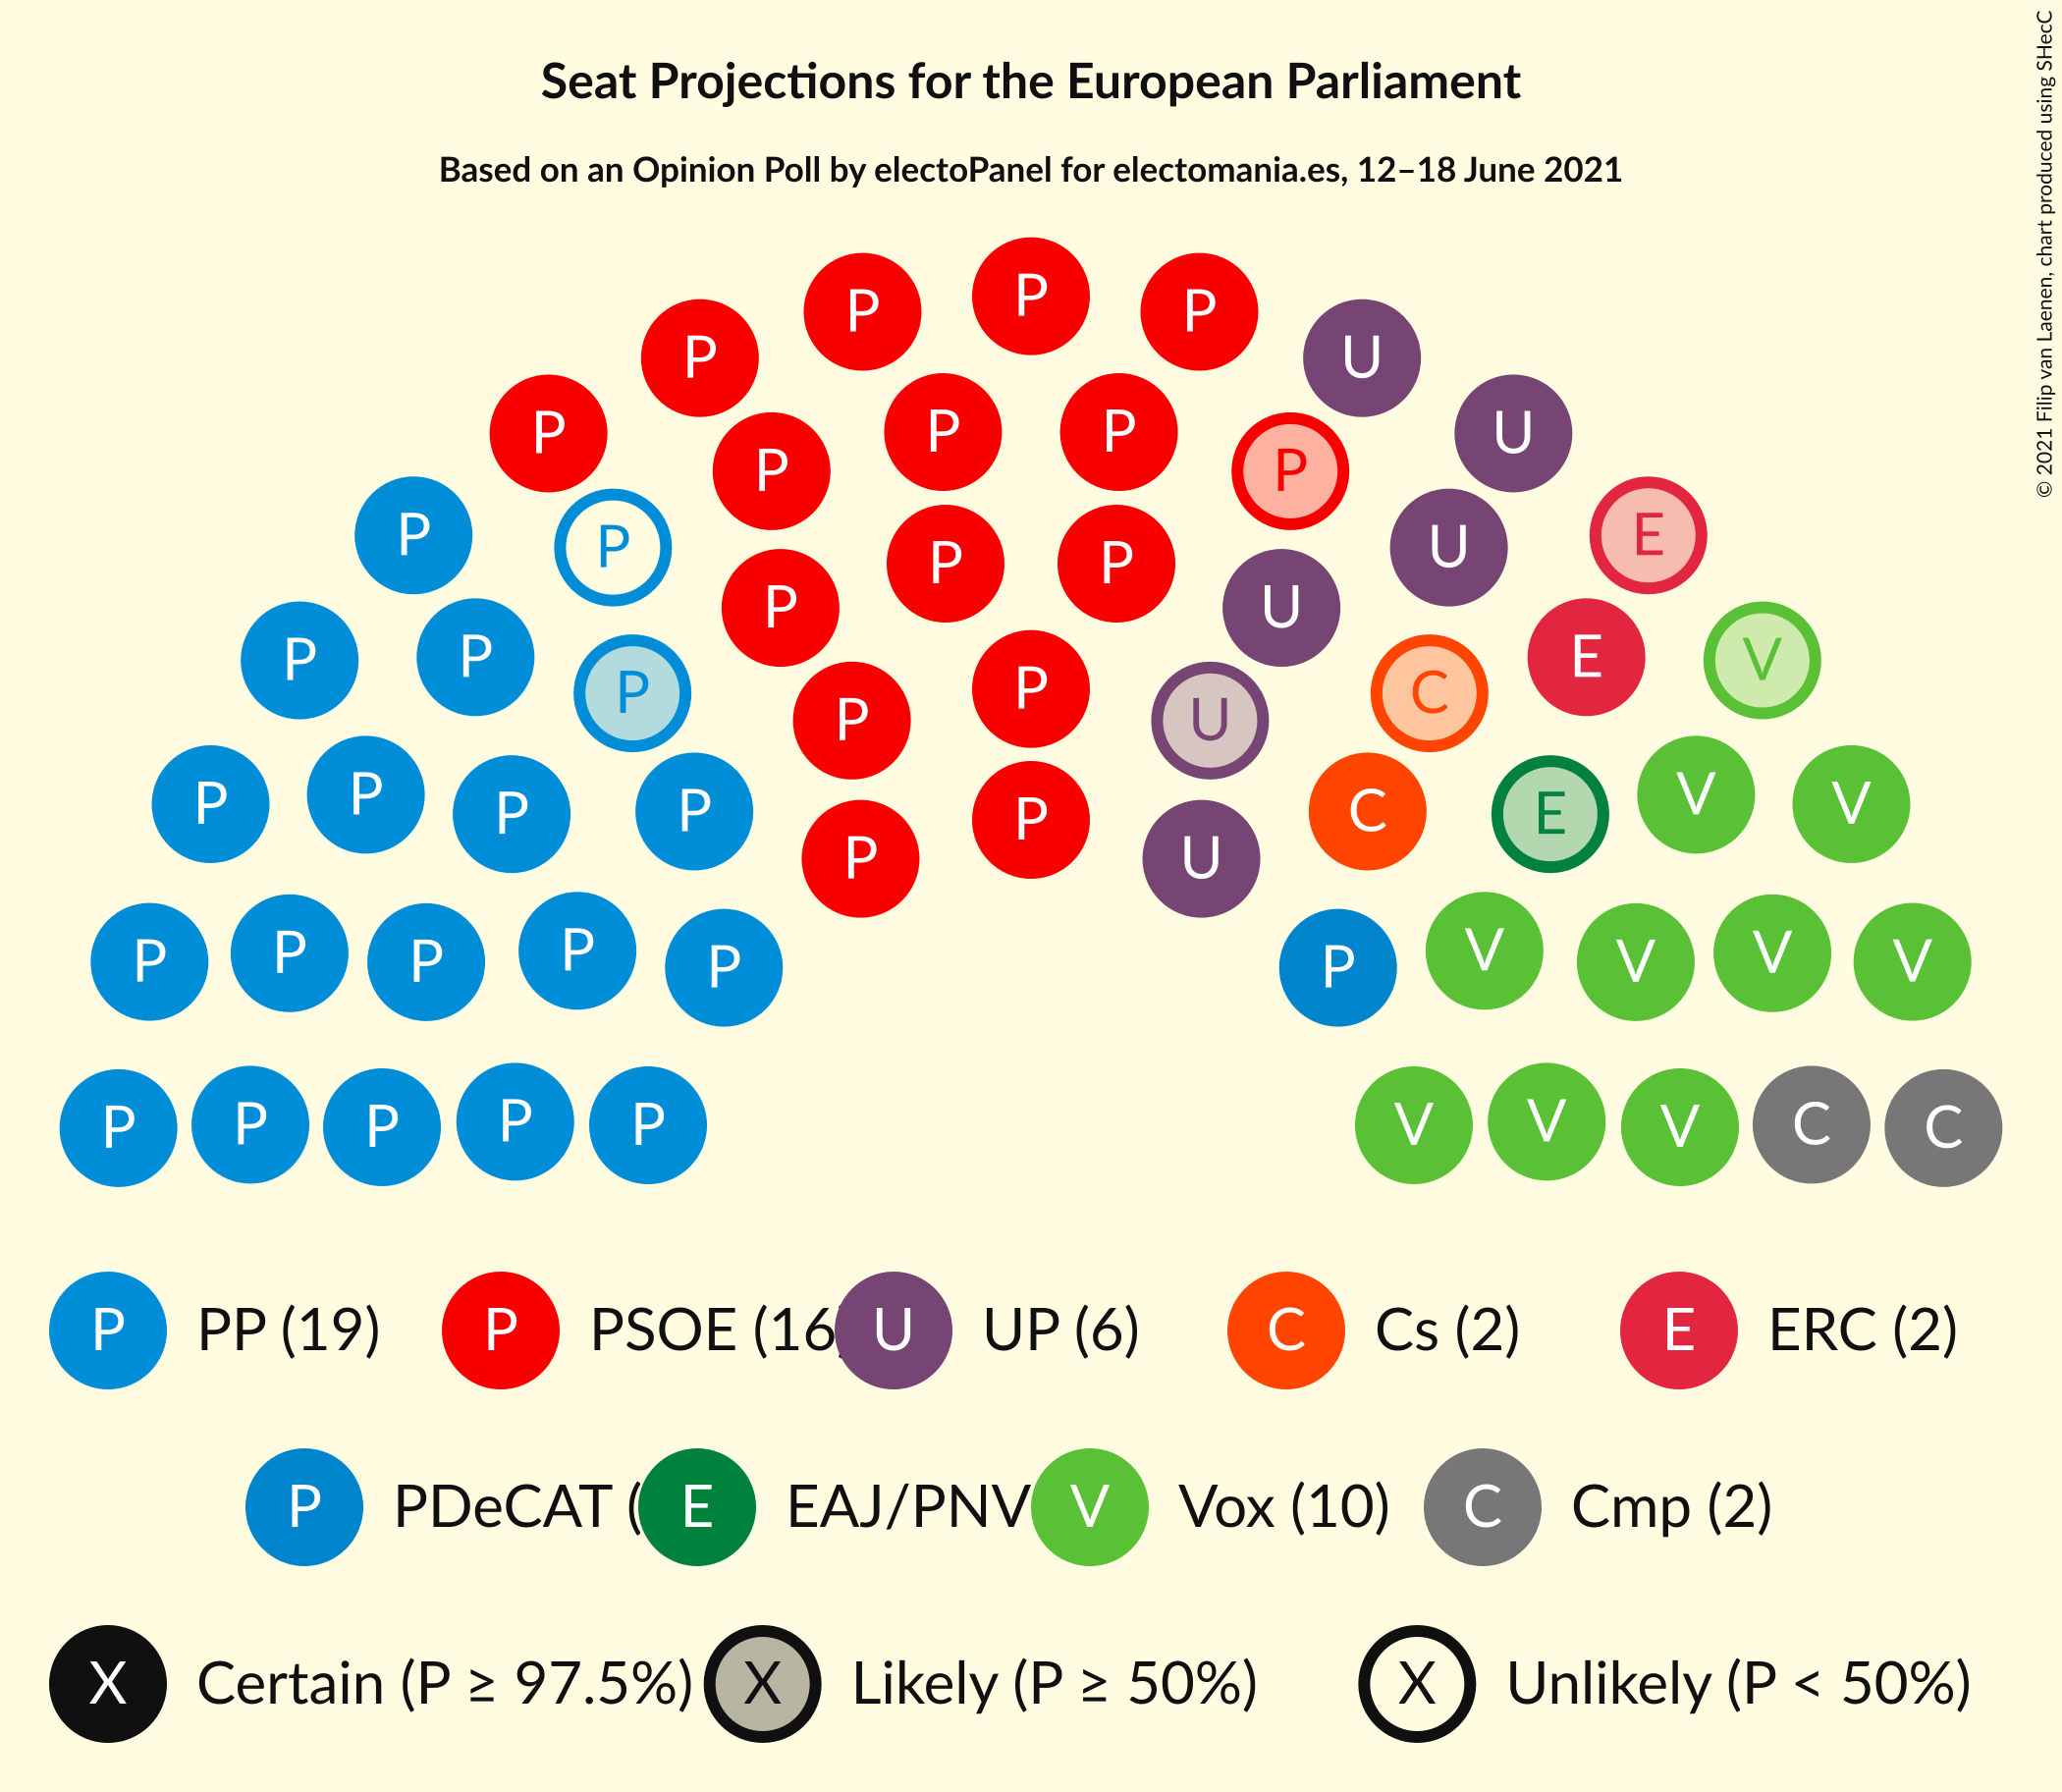 Seat Projections for the European Parliament
Based on an Opinion Poll by electoPanel for electomania.es, 12–18 June 2021
© 2021 Filip van Laenen, chart produced using SHecC
P
P P
P U
P P P U
P P
P P P P U E
P U
P P E V
P P C
P U
P P P P P C E V V
P U
P P P P P P V V V V
P P P P P V V V C C
P PP (19) P PSOE (16 U UP (6) C Cs (2) E ERC (2)
P PDeCAT ( E EAJ/PNV V Vox (10) C Cmp (2)
X Certain (P ≥ 97.5%) X Likely (P ≥ 50%) X Unlikely (P < 50%)